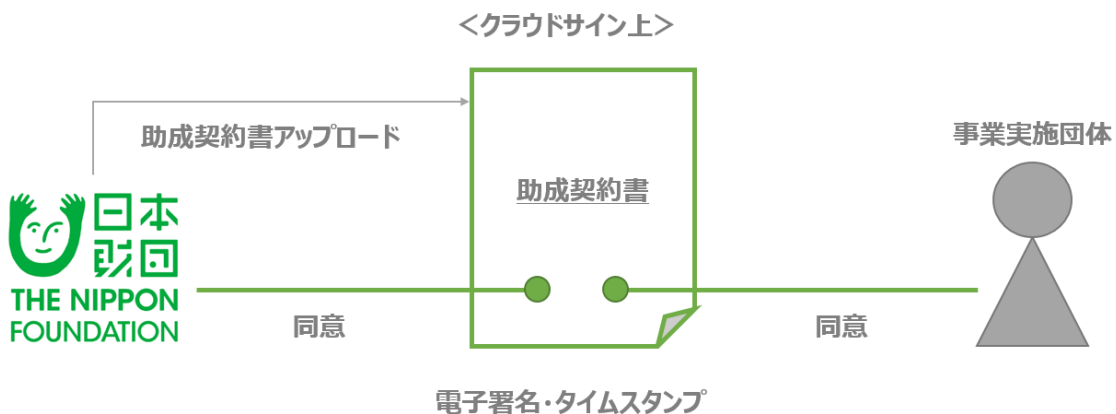 ＜クラウドサイン上＞
助成契約書アップロード
事業実施団体
助成契約書
日本
財団
THE NIPPON
FOUNDATION
同意
同意
電子署名・タイムスタンプ